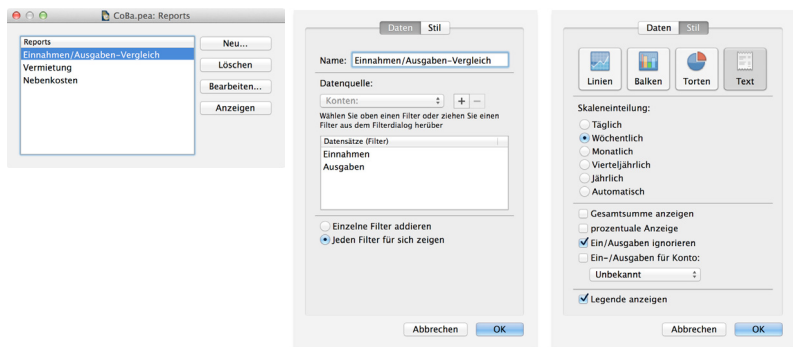 CoBa.pea: Reports
Reports
Einnahmen/Ausgaben-Vergleich
Vermietung
Nebenkosten
Neu...
Löschen
Bearbeiten...
Anzeigen
Daten Stil
Name: Einnahmen/Ausgaben-Vergleich
Datenquelle:
Konten:
+ −
Wählen Sie oben einen Filter oder ziehen Sie einen
Filter aus dem Filterdialog herüber
Datensätze (Filter)
Einnahmen
Ausgaben
Einzelne Filter addieren
Jeden Filter für sich zeigen
Abbrechen OK
Daten Stil
Linien Balken Torten Text
Skaleneinteilung:
Täglich
Wöchentlich
Monatlich
Vierteljährlich
Jährlich
Automatisch
Gesamtsumme anzeigen
prozentuale Anzeige
Ein/Ausgaben ignorieren
Ein-/Ausgaben für Konto:
Unbekannt
Legende anzeigen
Abbrechen OK